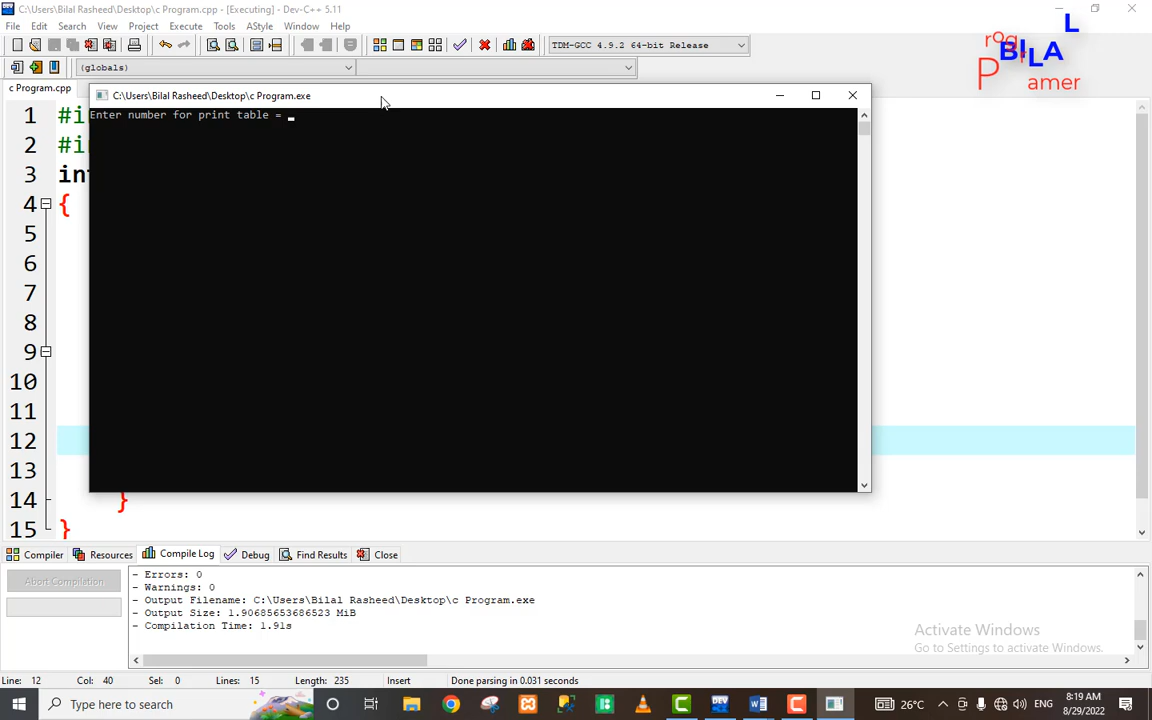 C:\Users\Bilal Rasheed\Desktop\c Program.cpp - [Executing] - Dev-C++ 5.11
File Edit Search View Project Execute Tools AStyle Window Help
TDM-GCC 4.9.2 64-bit Release
(globals)
L
rogr
BILA
P amer
c Program.cpp
C:\Users\Bilal Rasheed\Desktop\c Program.exe
Enter number for print table =
1 #i
2 #i
3 int
4 {
5
6
7
8
9
10
11
12
13
14 }
15 }
Compiler Resources Compile Log Debug Find Results Close
Abort Compilation
- Errors: 0
- Warnings: 0
- Output Filename: C:\Users\Bilal Rasheed\Desktop\c Program.exe
- Output Size: 1.90685653686523 MiB
- Compilation Time: 1.91s
Activate Windows
Go to Settings to activate Windows.
Line: 12 Col: 40 Sel: 0 Lines: 15 Length: 235 Insert Done parsing in 0.031 seconds
Type here to search
DEV
26°C
ENG
8:19 AM
8/29/2022